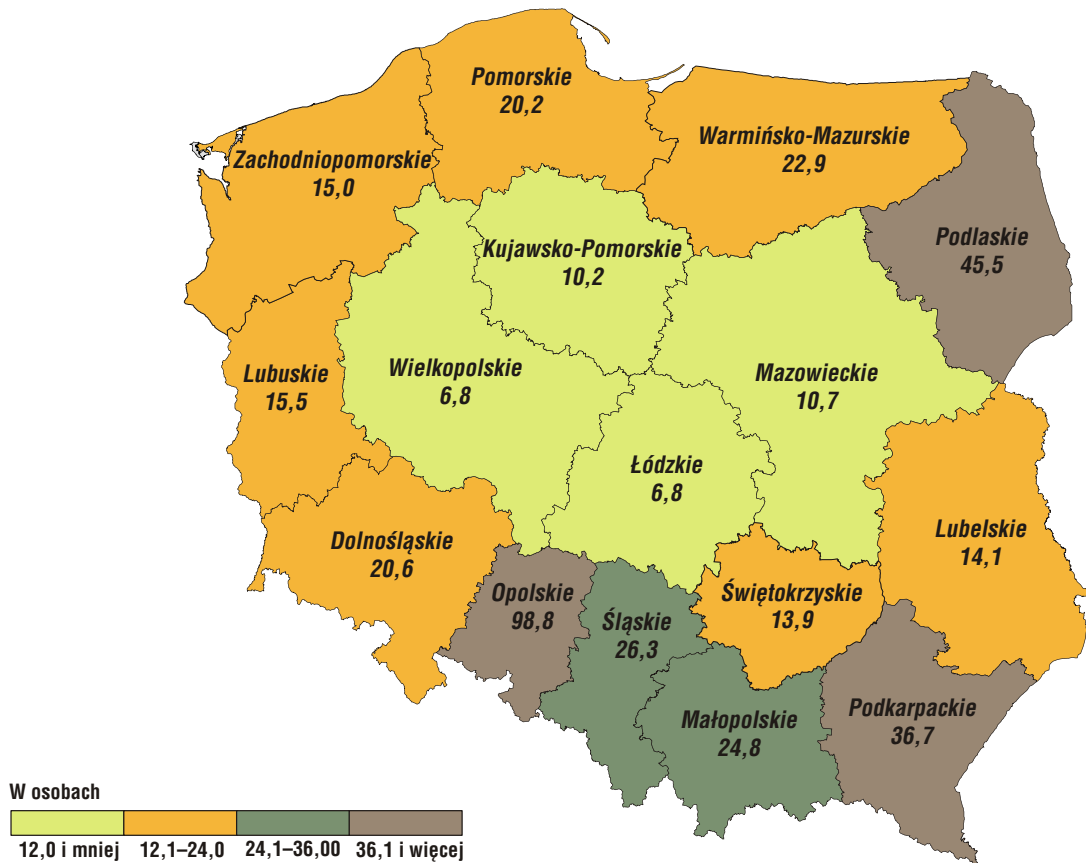 Pomorskie
20,2
Warmińsko-Mazurskie
22,9
Zachodniopomorskie
15,0
Podlaskie
45,5
Kujawsko-Pomorskie
10,2
Lubuskie
15,5
Wielkopolskie
6,8
Mazowieckie
10,7
Łódzkie
6,8
Dolnośląskie
20,6
Lubelskie
14,1
Opolskie
98,8
Śląskie
26,3
Świętokrzyskie
13,9
Małopolskie
24,8
Podkarpackie
36,7
W osobach
12,0 i mniej 12,1–24,0 24,1–36,00 36,1 i więcej